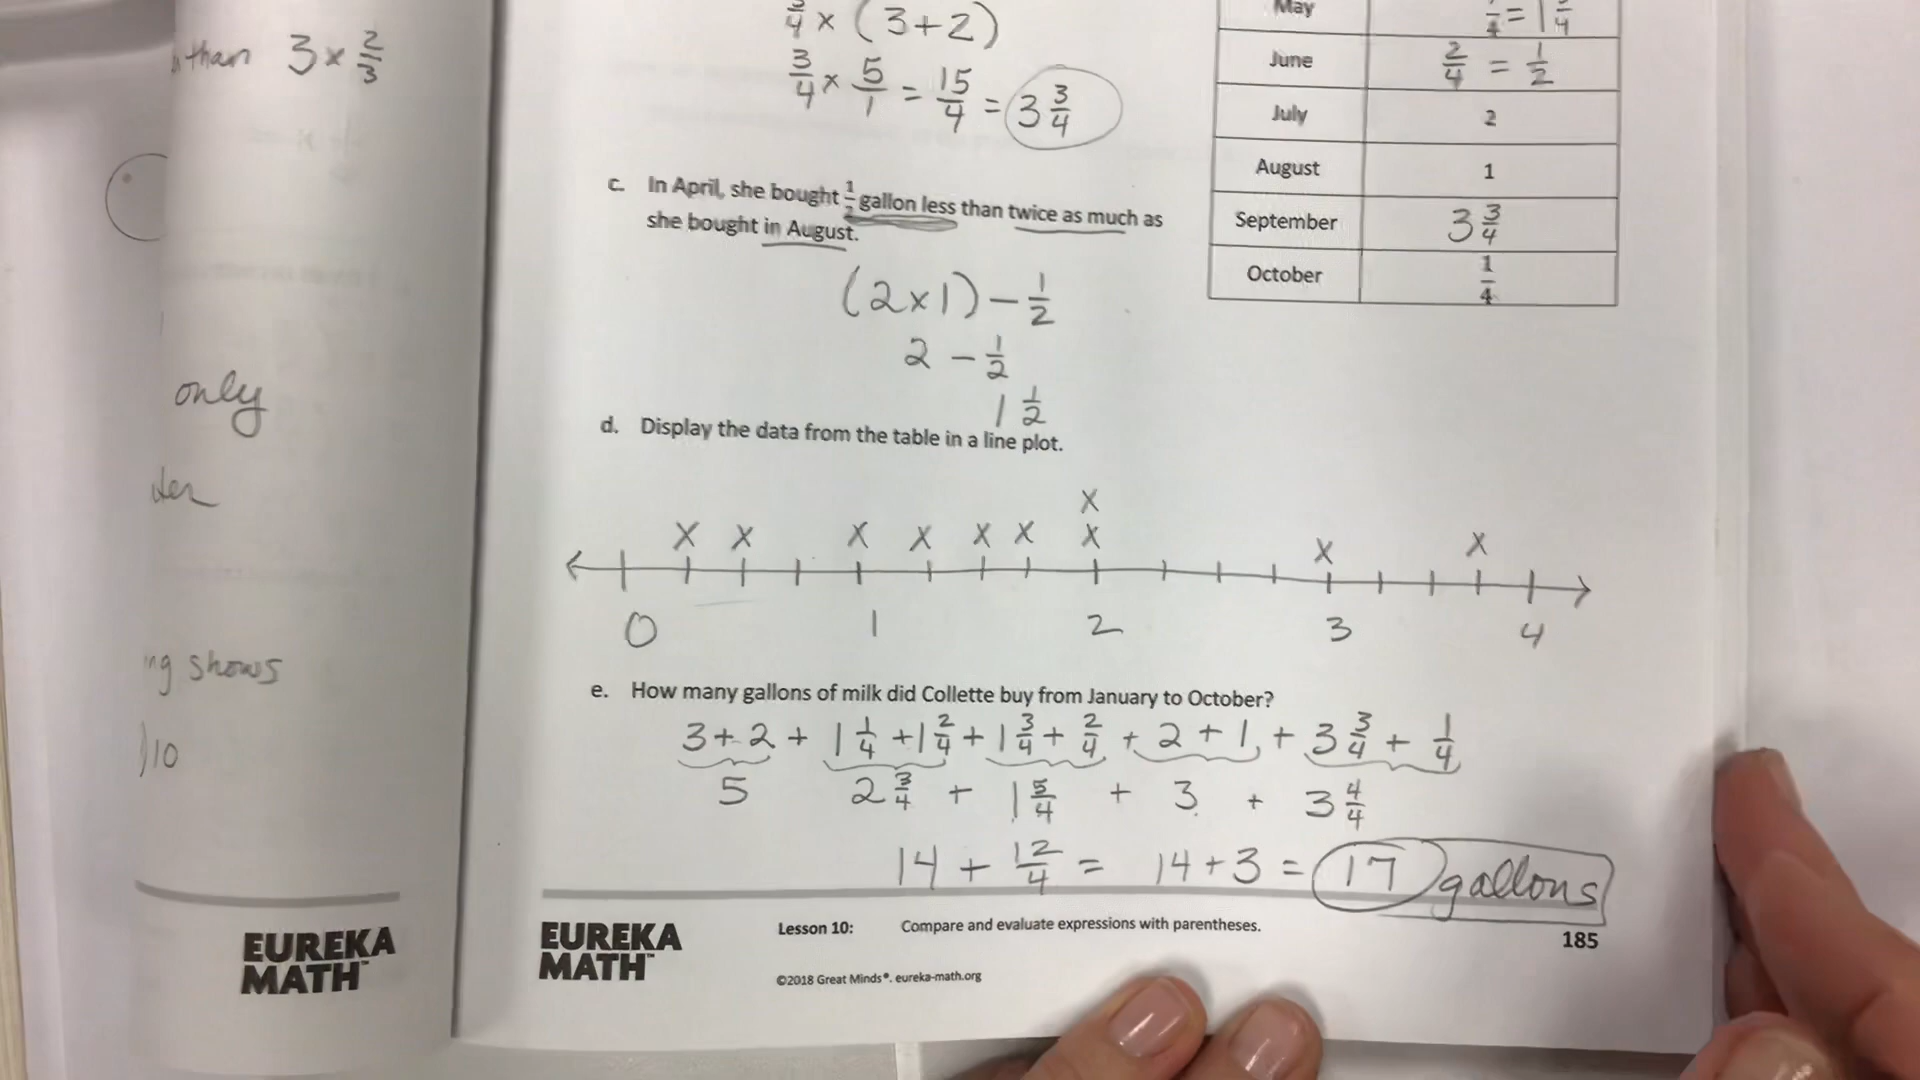 than 3 x 2/3
only
ng shows
)10
EUREKA
MATH™
3/4 x (3+2)
3/4 x 5/1 = 15/4 = 3 3/4
May
June 2/4 = 1/2
July 2
August 1
September 3 3/4
October 1/4
c. In April, she bought 1/2 gallon less than twice as much as
she bought in August.
(2x1) - 1/2
2 - 1/2
1 1/2
d. Display the data from the table in a line plot.
X
X X X X X X X X X
0 1 2 3 4
e. How many gallons of milk did Collette buy from January to October?
3+2 + 1 1/4 + 1 2/4 + 1 3/4 + 2/4 + 2 + 1 + 3 3/4 + 1/4
5 2 3/4 + 1 5/4 + 3 + 3 4/4
14 + 12/4 = 14+3 = 17 gallons
EUREKA
MATH™
Lesson 10: Compare and evaluate expressions with parentheses.
185
©2018 Great Minds®. eureka-math.org